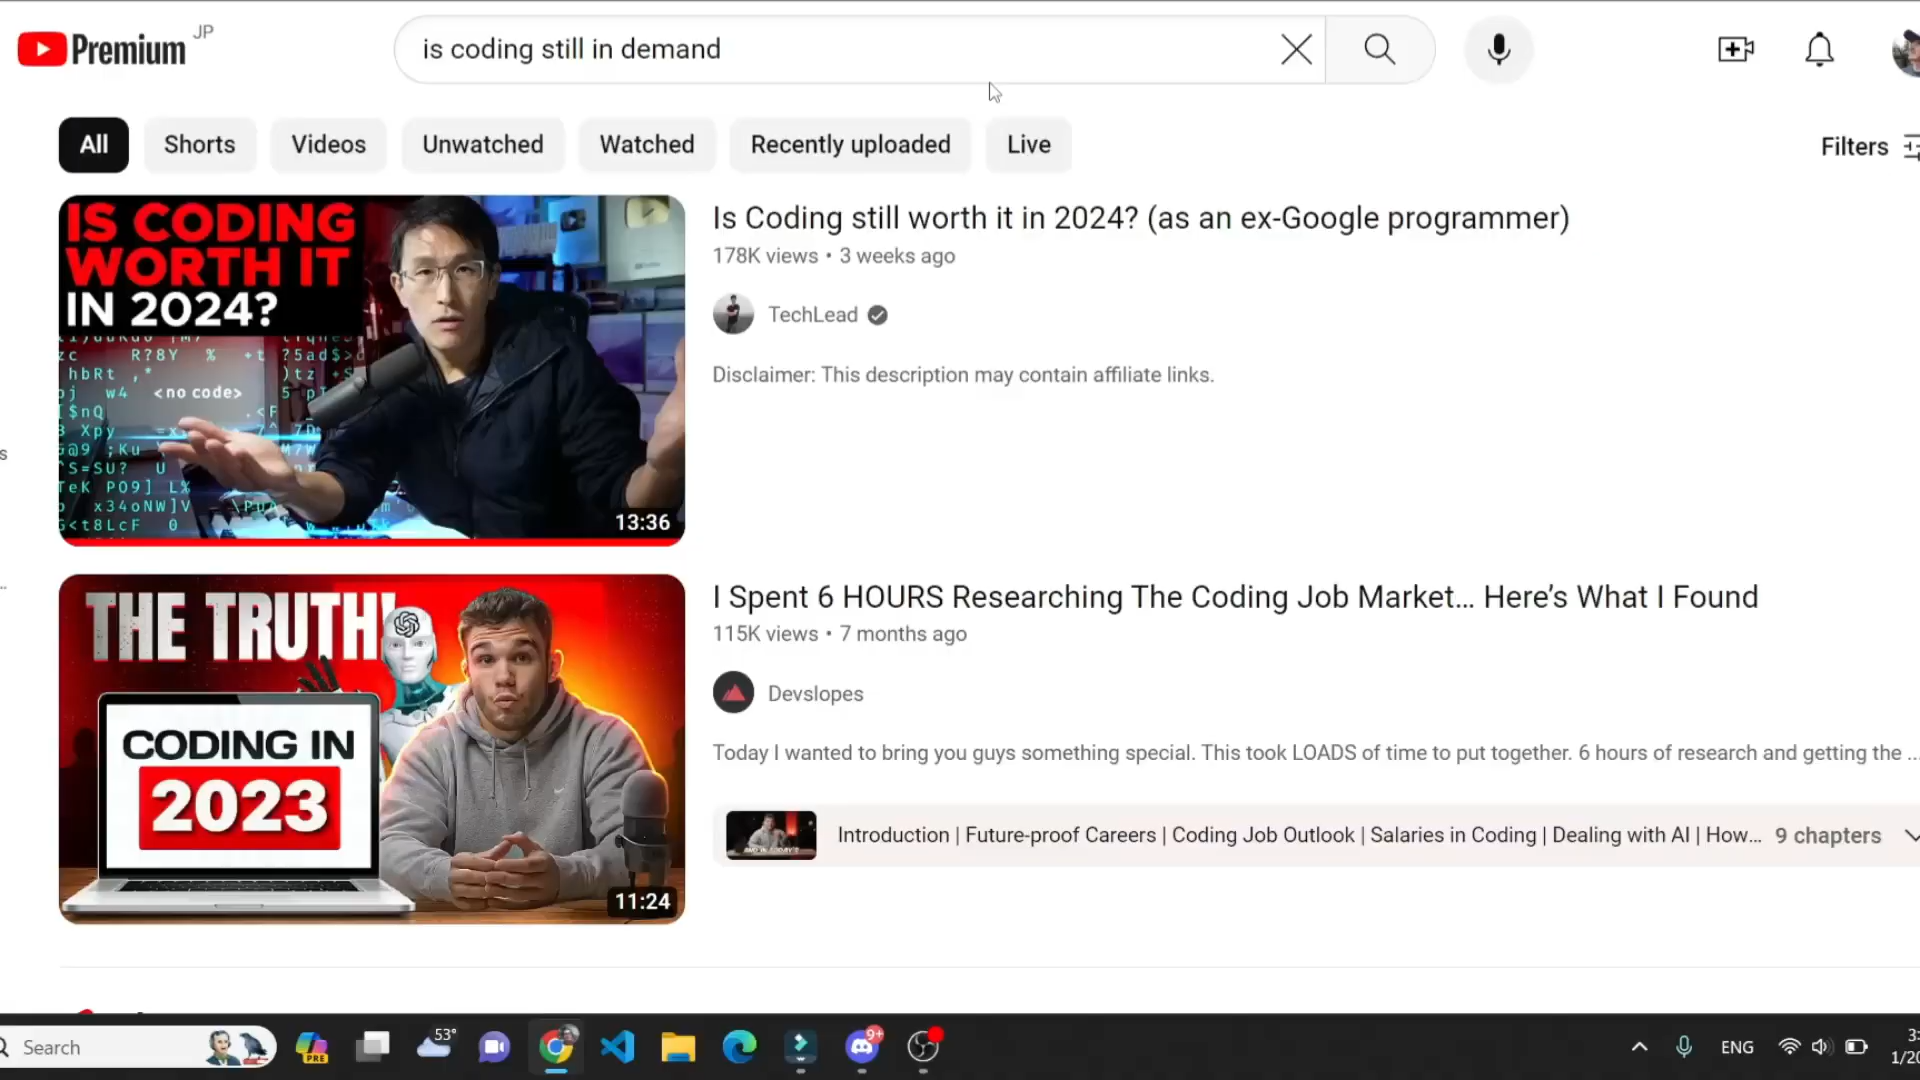 Premium JP
is coding still in demand
All Shorts Videos Unwatched Watched Recently uploaded Live
Filters
IS CODING
WORTH IT
IN 2024?
<no code>
13:36
Is Coding still worth it in 2024? (as an ex-Google programmer)
178K views • 3 weeks ago
TechLead
Disclaimer: This description may contain affiliate links.
THE TRUTH!
CODING IN
2023
11:24
I Spent 6 HOURS Researching The Coding Job Market... Here’s What I Found
115K views • 7 months ago
Devslopes
Today I wanted to bring you guys something special. This took LOADS of time to put together. 6 hours of research and getting the ...
Introduction | Future-proof Careers | Coding Job Outlook | Salaries in Coding | Dealing with AI | How... 9 chapters
Search
PRE
53°
9+
ENG